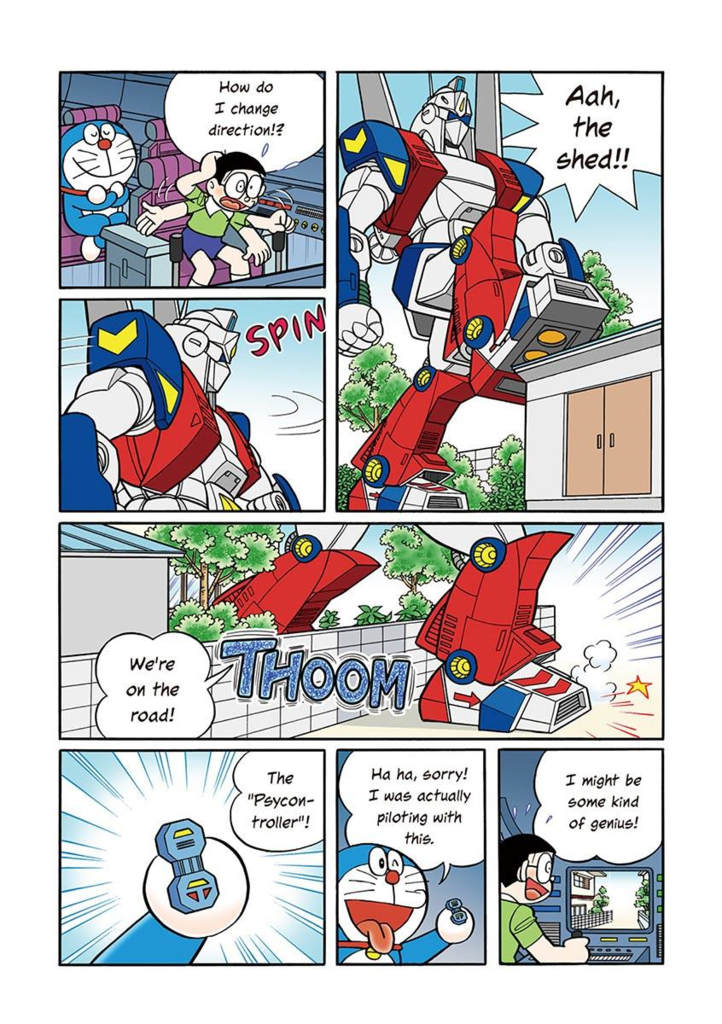 Aah,
the
shed!!
How do
I change
direction!?
SPIN
THOOM
We're
on the
road!
I might be
some kind
of genius!
Ha ha, sorry!
I was actually
piloting with
this.
The
"Psycon-
troller"!